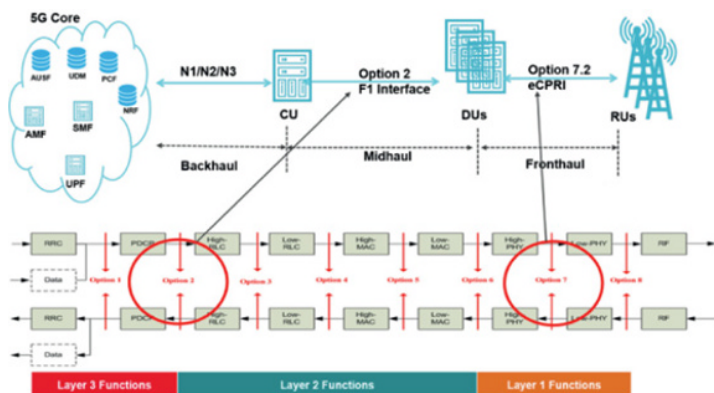 5G Core
AUSF
UDM
PCF
NRF
AMF
SMF
UPF
N1/N2/N3
CU
Option 2
F1 Interface
DUs
Option 7.2
eCPRI
RUs
Backhaul
Midhaul
Fronthaul
RRC
PDCP
High-
RLC
Low-
RLC
High-
MAC
Low-
MAC
High-
PHY
Low-PHY
RF
Data
Option 1
Option 2
Option 3
Option 4
Option 5
Option 6
Option 7
Option 8
RRC
PDCP
High-
RLC
Low-
RLC
High-
MAC
Low-
MAC
High-
PHY
Low-PHY
RF
Data
Layer 3 Functions
Layer 2 Functions
Layer 1 Functions